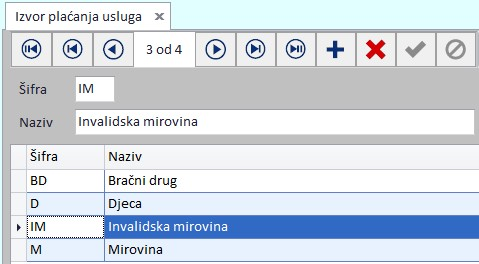 Izvor plaćanja usluga
3 od 4
Šifra IM
Naziv Invalidska mirovina
Šifra Naziv
BD Bračni drug
D Djeca
IM Invalidska mirovina
M Mirovina